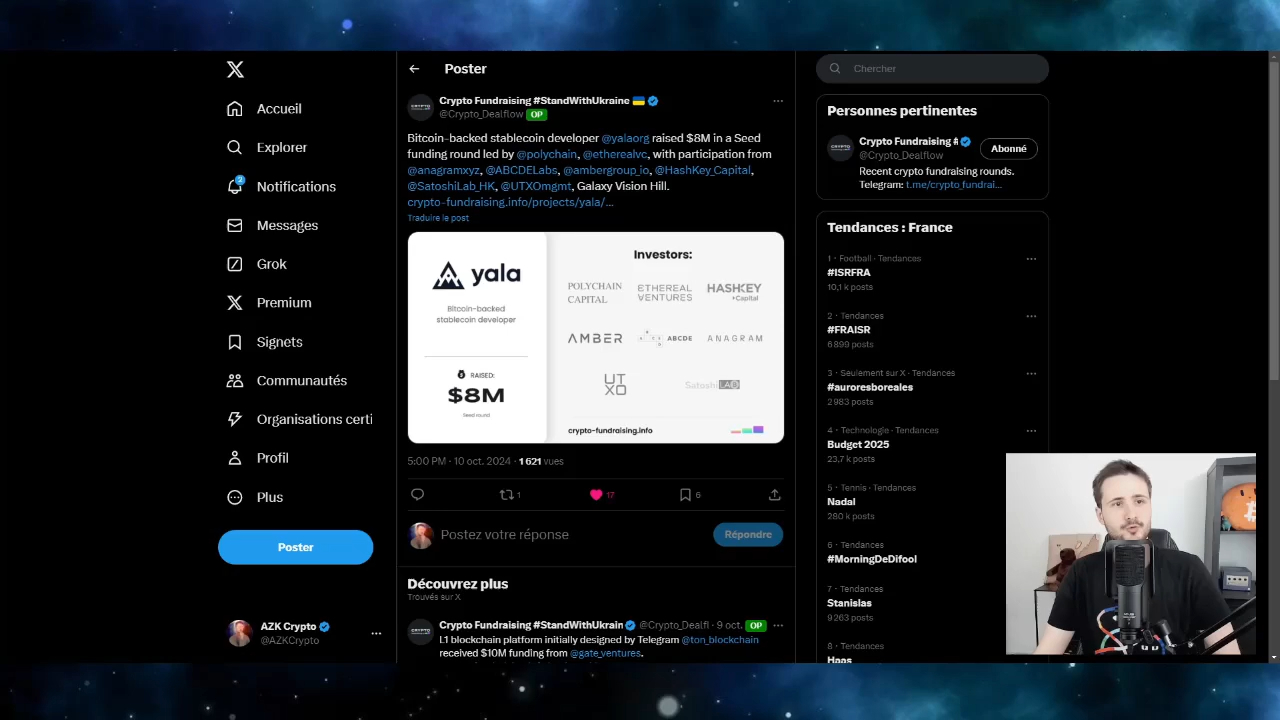 Accueil
Explorer
2
Notifications
Messages
Grok
Premium
Signets
Communautés
Organisations certi
Profil
Plus
Poster
AZK Crypto
@AZKCrypto
Poster
Crypto Fundraising #StandWithUkraine
@Crypto_Dealflow OP
Bitcoin-backed stablecoin developer @yalaorg raised $8M in a Seed
funding round led by @polychain, @etherealvc, with participation from
@anagramxyz, @ABCDELabs, @ambergroup_io, @HashKey_Capital,
@SatoshiLab_HK, @UTXOmgmt, Galaxy Vision Hill.
crypto-fundraising.info/projects/yala/…
Traduire le post
yala
Bitcoin-backed
stablecoin developer
RAISED:
$8M
Seed round
Investors:
POLYCHAIN
CAPITAL
ETHEREAL
VENTURES
HASHKEY
Capital
AMBER
ABCDE
ANAGRAM
UT
XO
Satoshi LAB
crypto-fundraising.info
5:00 PM · 10 oct. 2024 · 1 621 vues
1
17
6
Postez votre réponse
Répondre
Découvrez plus
Trouvés sur X
Crypto Fundraising #StandWithUkrain @Crypto_Dealfl · 9 oct. OP
L1 blockchain platform initially designed by Telegram @ton_blockchain
received $10M funding from @gate_ventures.
Chercher
Personnes pertinentes
Crypto Fundraising #
@Crypto_Dealflow
Abonné
Recent crypto fundraising rounds.
Telegram: t.me/crypto_fundrai…
Tendances : France
1 · Football · Tendances
#ISRFRA
10,1 k posts
2 · Tendances
#FRAISR
6 899 posts
3 · Seulement sur X · Tendances
#auroresboreales
2 983 posts
4 · Technologie · Tendances
Budget 2025
23,7 k posts
5 · Tennis · Tendances
Nadal
280 k posts
6 · Tendances
#MorningDeDifool
7 · Tendances
Stanislas
9 263 posts
8 · Tendances
Haas